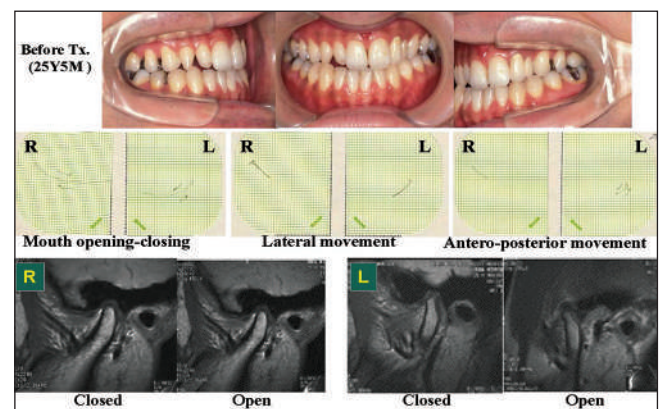 Before Tx.
(25Y5M )
R L R L R L
Mouth opening-closing Lateral movement Antero-posterior movement
R L
Closed Open Closed Open